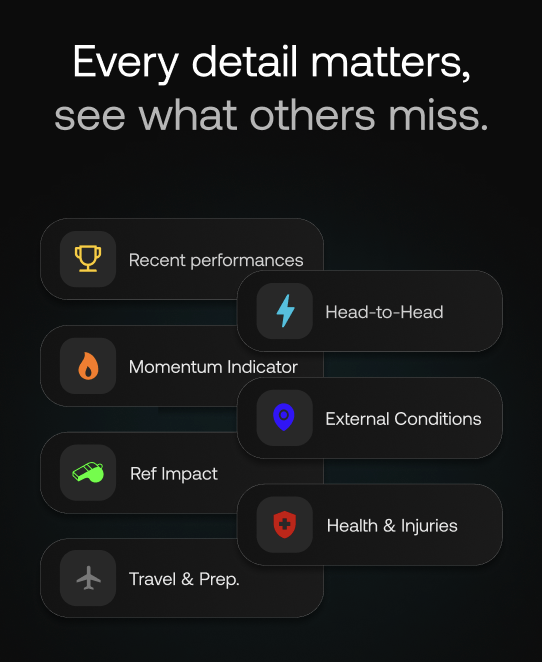 Every detail matters,
see what others miss.
Recent performances
Head-to-Head
Momentum Indicator
External Conditions
Ref Impact
Health & Injuries
Travel & Prep.